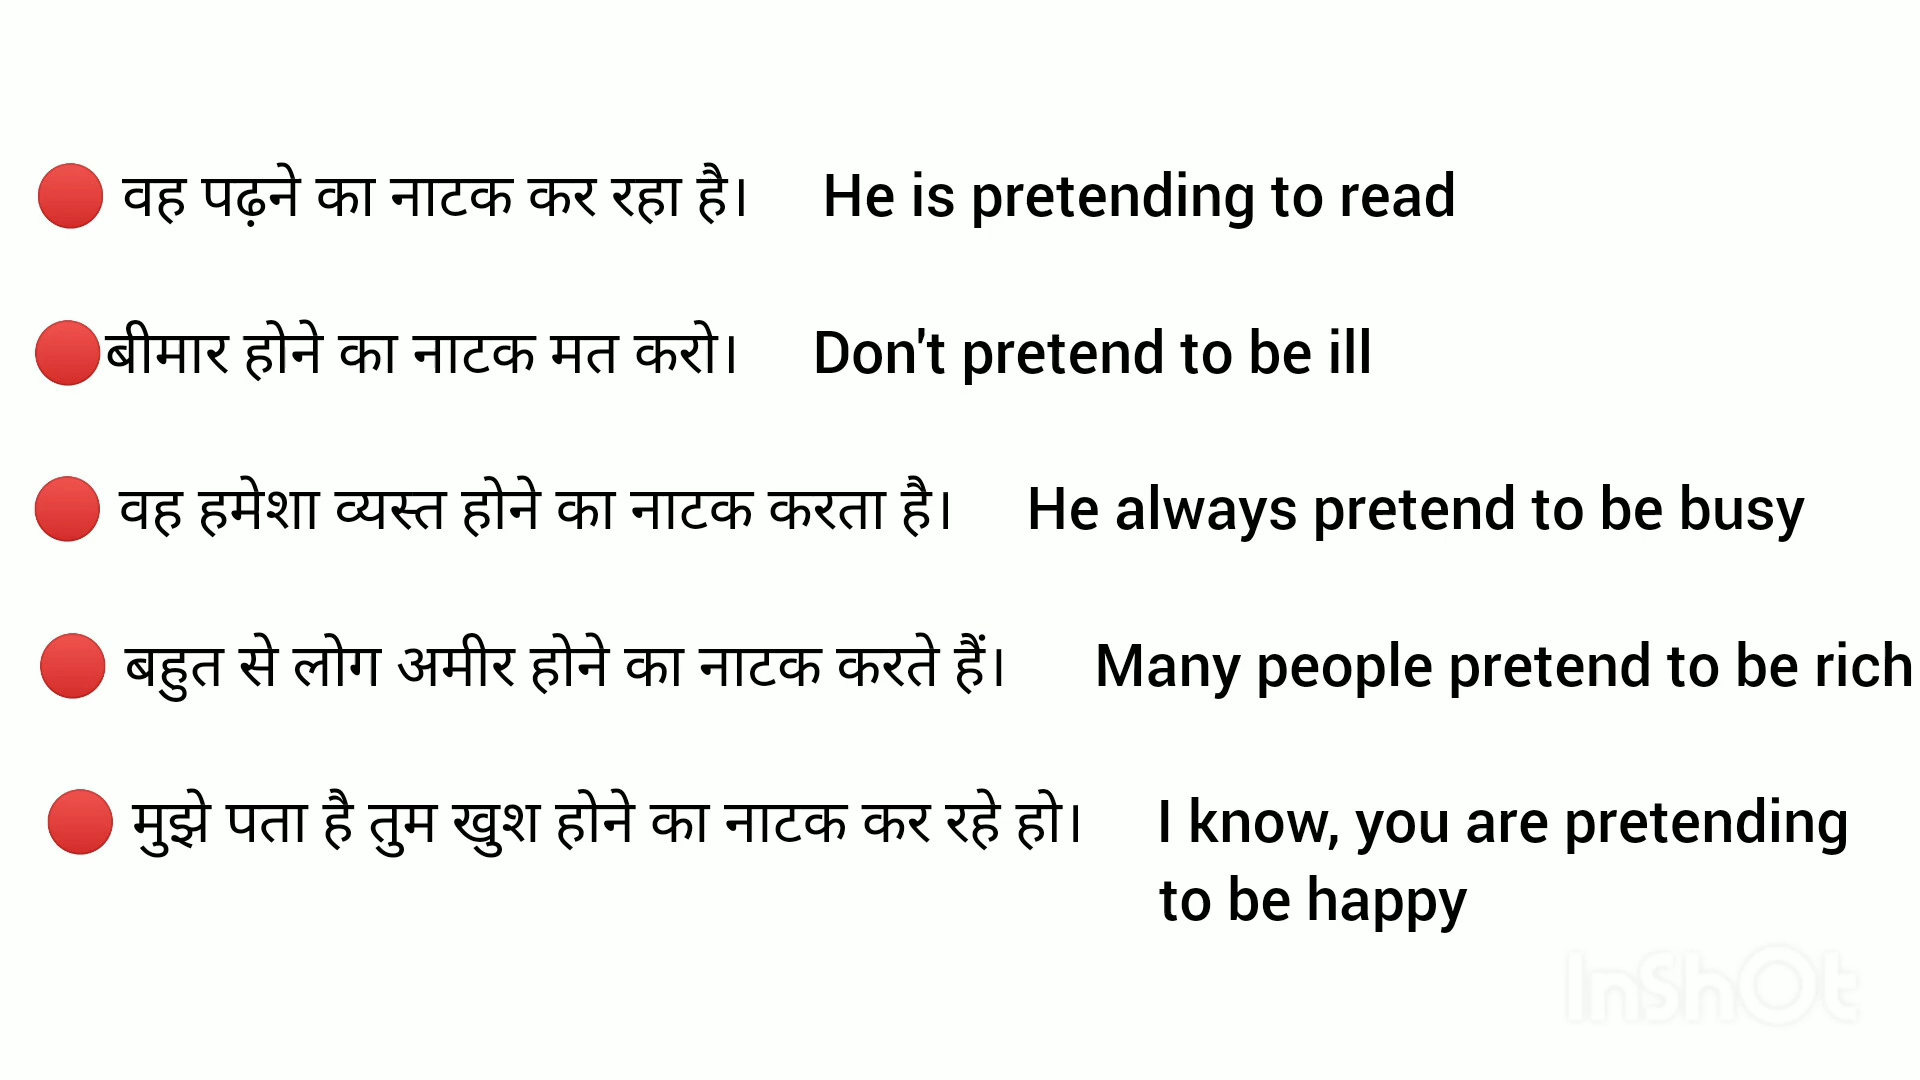 🔴 वह पढ़ने का नाटक कर रहा है। He is pretending to read
🔴बीमार होने का नाटक मत करो। Don't pretend to be ill
🔴 वह हमेशा व्यस्त होने का नाटक करता है। He always pretend to be busy
🔴 बहुत से लोग अमीर होने का नाटक करते हैं। Many people pretend to be rich
🔴 मुझे पता है तुम खुश होने का नाटक कर रहे हो। I know, you are pretending
to be happy
InShOt